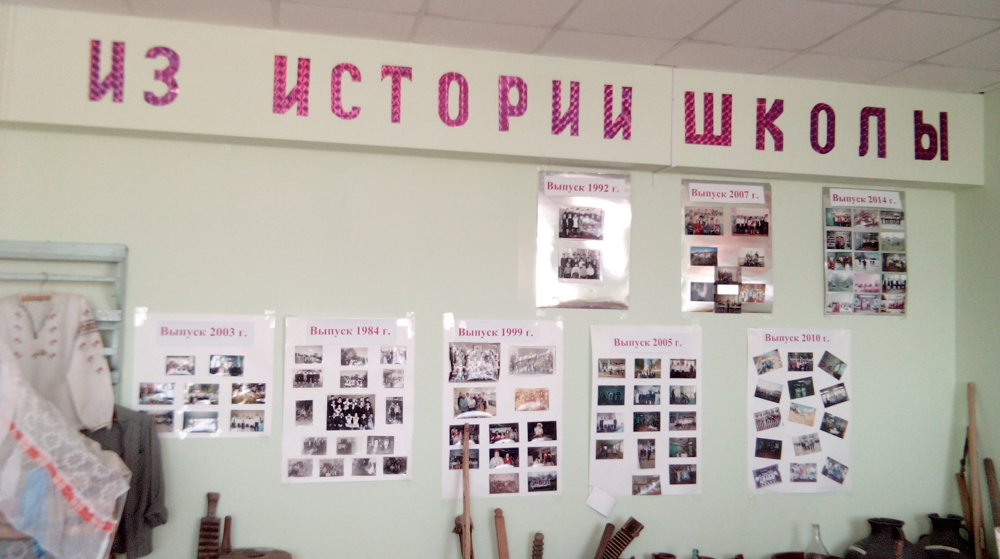 ИЗ ИСТОРИИ ШКОЛЫ
Выпуск 1992 г.
Выпуск 2007 г.
Выпуск 2014 г.
Выпуск 2003 г.
Выпуск 1984 г.
Выпуск 1999 г.
Выпуск 2005 г.
Выпуск 2010 г.